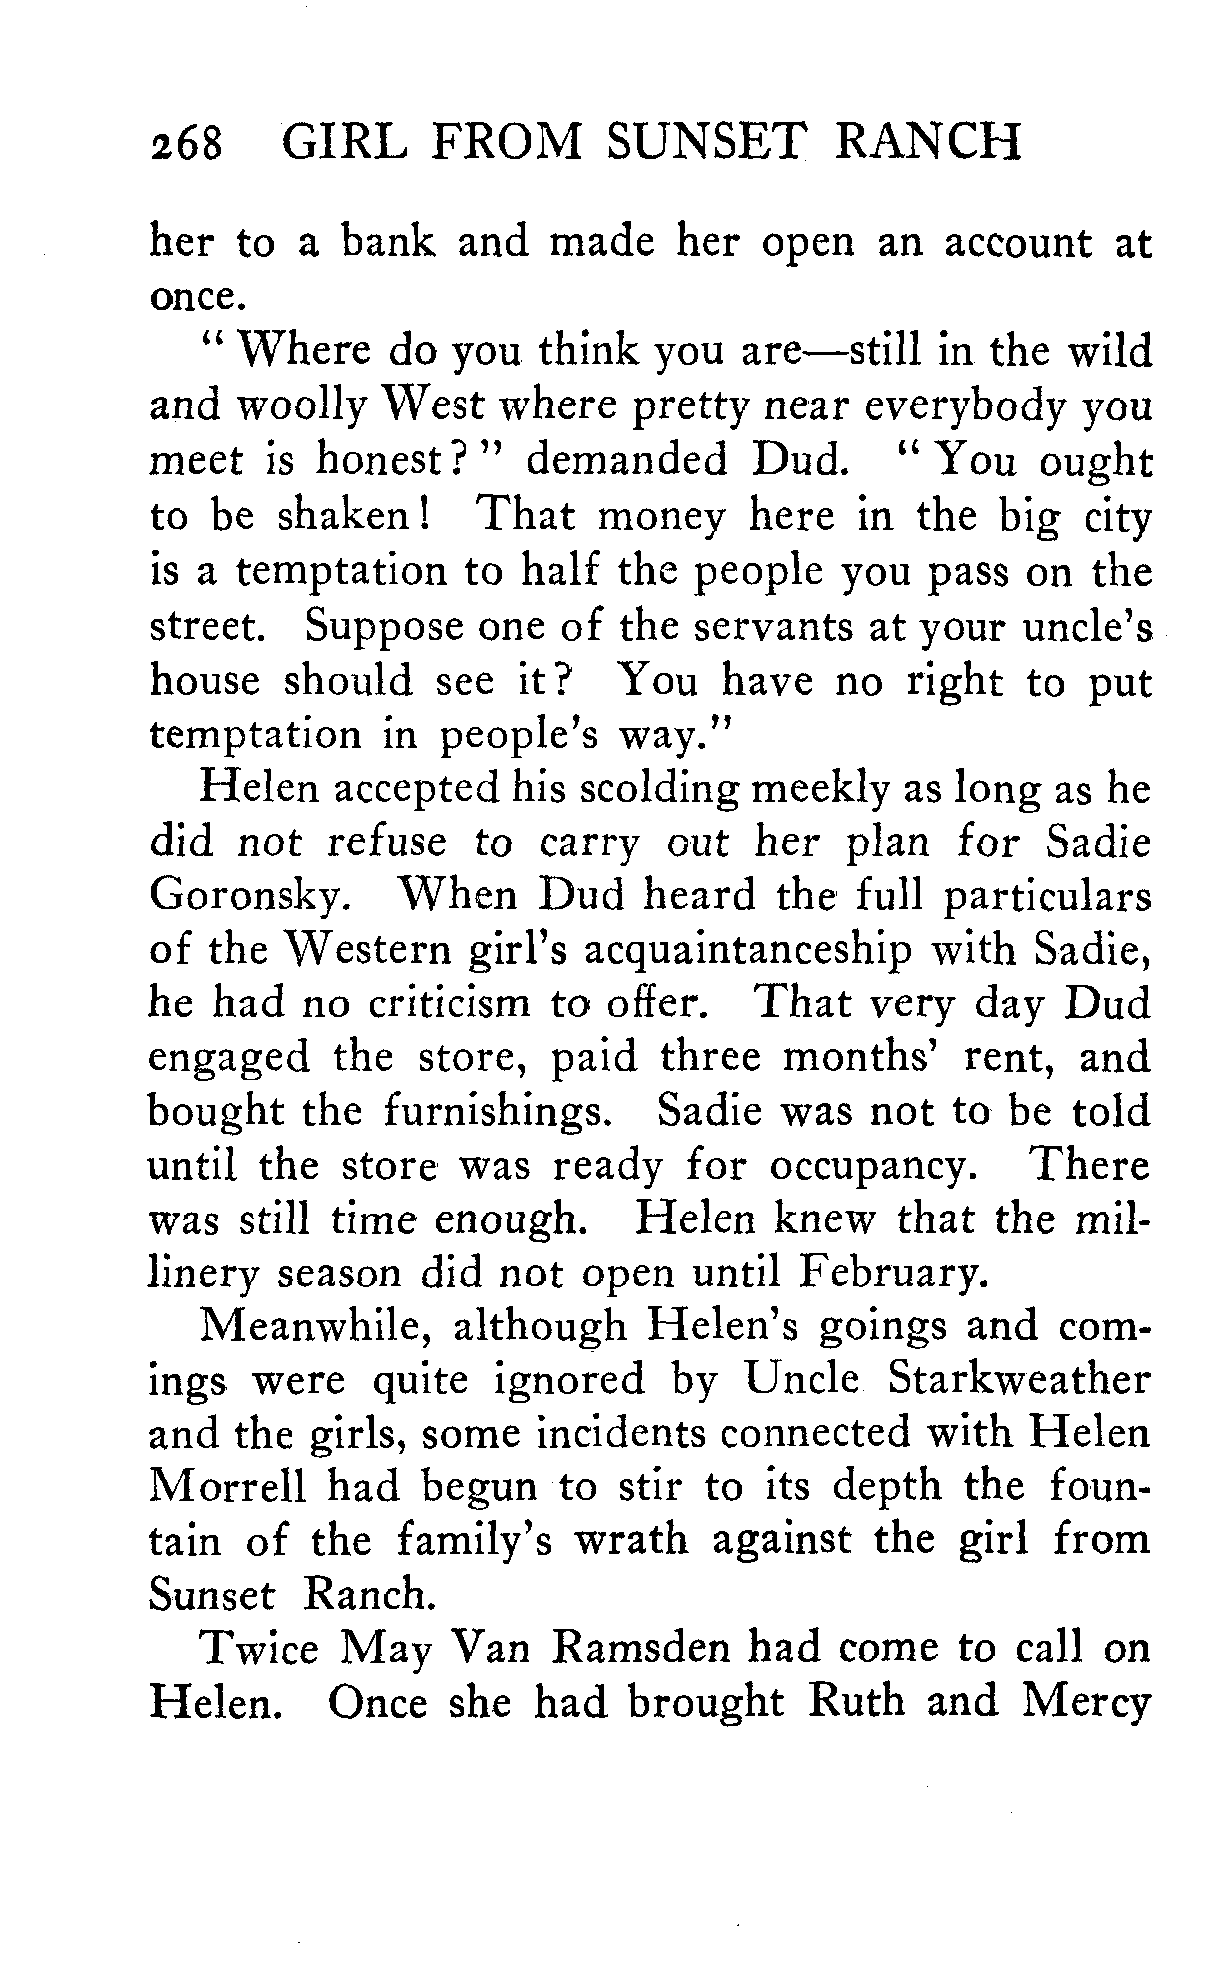 268 GIRL FROM SUNSET RANCH
her to a bank and made her open an account at
once.
" Where do you think you are—still in the wild
and woolly West where pretty near everybody you
meet is honest? " demanded Dud. " You ought
to be shaken! That money here in the big city
is a temptation to half the people you pass on the
street. Suppose one of the servants at your uncle's
house should see it? You have no right to put
temptation in people's way."
Helen accepted his scolding meekly as long as he
did not refuse to carry out her plan for Sadie
Goronsky. When Dud heard the full particulars
of the Western girl's acquaintanceship with Sadie,
he had no criticism to offer. That very day Dud
engaged the store, paid three months' rent, and
bought the furnishings. Sadie was not to be told
until the store was ready for occupancy. There
was still time enough. Helen knew that the mil-
linery season did not open until February.
Meanwhile, although Helen's goings and com-
ings were quite ignored by Uncle Starkweather
and the girls, some incidents connected with Helen
Morrell had begun to stir to its depth the foun-
tain of the family's wrath against the girl from
Sunset Ranch.
Twice May Van Ramsden had come to call on
Helen. Once she had brought Ruth and Mercy